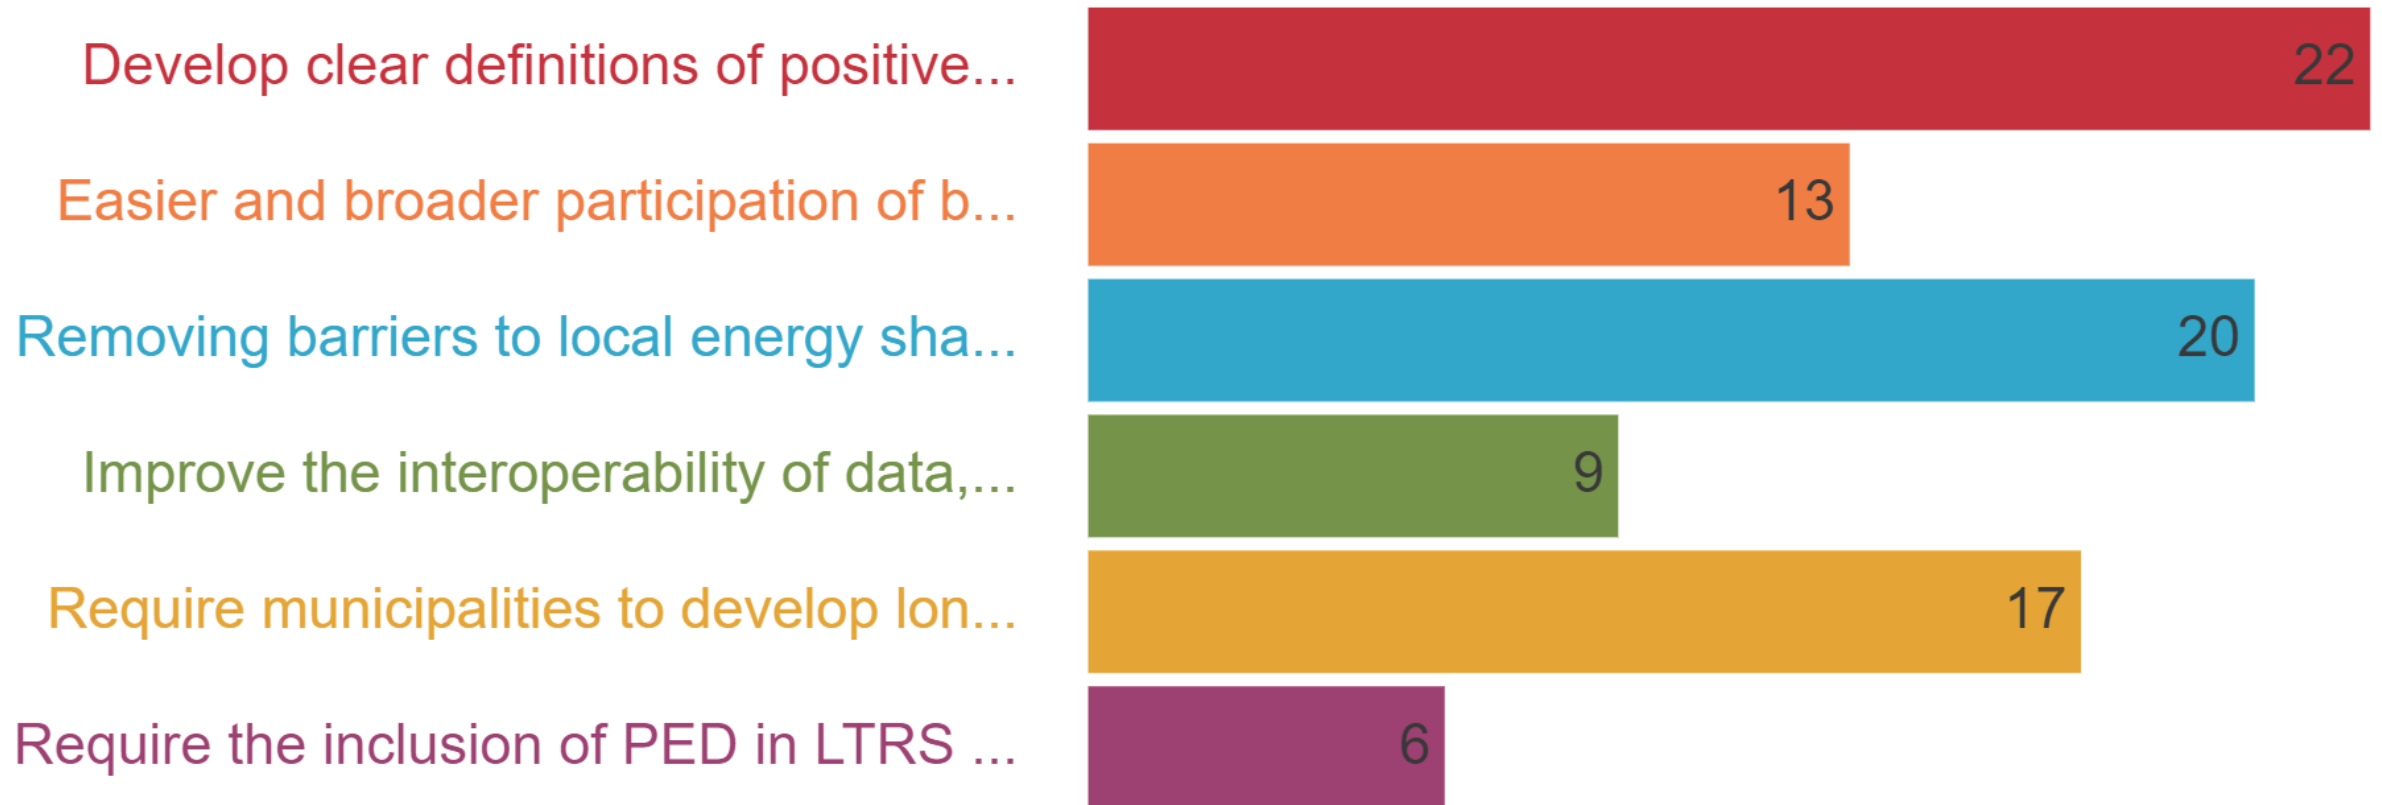 Develop clear definitions of positive... 22
Easier and broader participation of b... 13
Removing barriers to local energy sha... 20
Improve the interoperability of data,... 9
Require municipalities to develop lon... 17
Require the inclusion of PED in LTRS ... 6